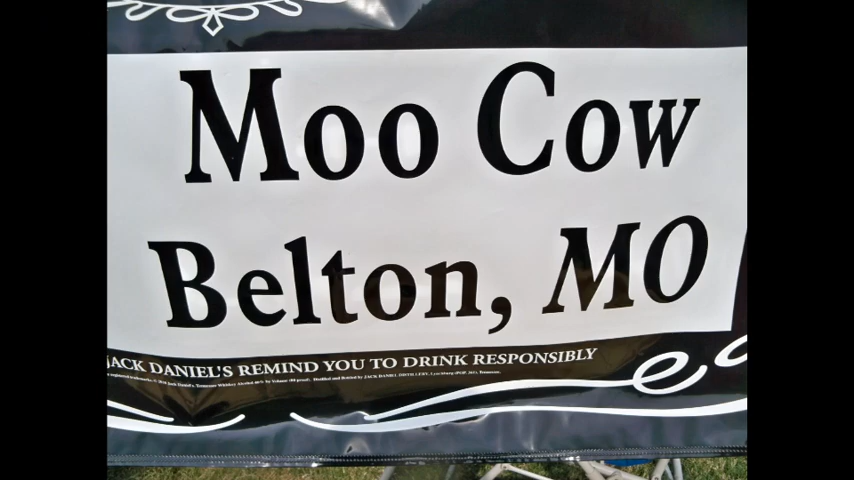 Moo Cow
Belton, MO
JACK DANIEL'S REMIND YOU TO DRINK RESPONSIBLY